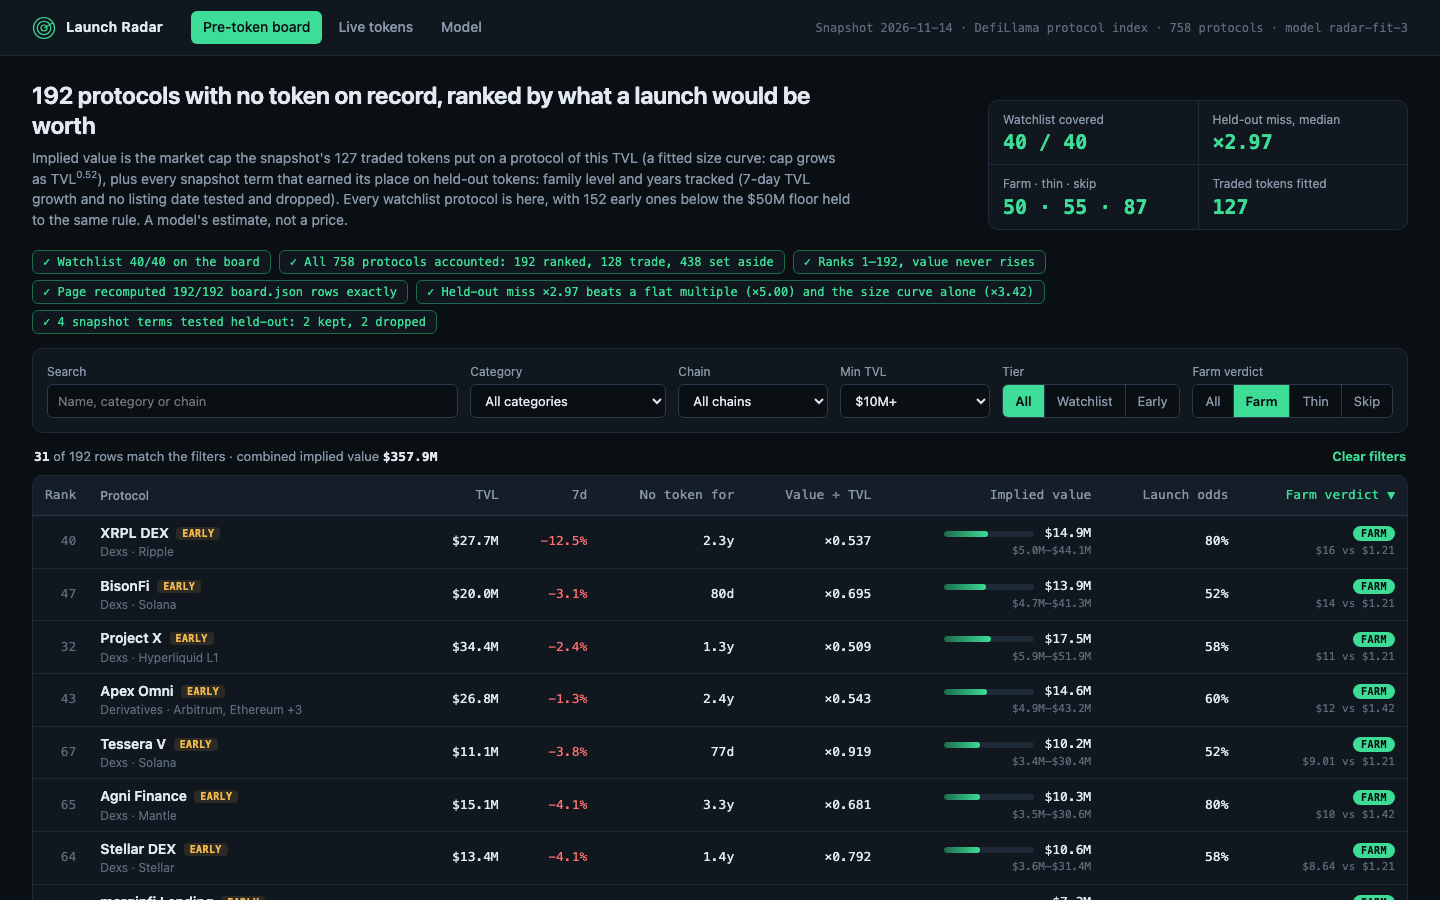 Launch Radar
Pre-token board
Live tokens
Model
Snapshot 2026-11-14 · DefiLlama protocol index · 758 protocols · model radar-fit-3
192 protocols with no token on record, ranked by what a launch would be
worth
Implied value is the market cap the snapshot's 127 traded tokens put on a protocol of this TVL (a fitted size curve: cap grows
as TVL^0.52), plus every snapshot term that earned its place on held-out tokens: family level and years tracked (7-day TVL
growth and no listing date tested and dropped). Every watchlist protocol is here, with 152 early ones below the $50M floor held
to the same rule. A model's estimate, not a price.
Watchlist covered
40 / 40
Held-out miss, median
×2.97
Farm · thin · skip
50 · 55 · 87
Traded tokens fitted
127
✓ Watchlist 40/40 on the board
✓ All 758 protocols accounted: 192 ranked, 128 trade, 438 set aside
✓ Ranks 1–192, value never rises
✓ Page recomputed 192/192 board.json rows exactly
✓ Held-out miss ×2.97 beats a flat multiple (×5.00) and the size curve alone (×3.42)
✓ 4 snapshot terms tested held-out: 2 kept, 2 dropped
Search
Name, category or chain
Category
All categories
Chain
All chains
Min TVL
$10M+
Tier
All Watchlist Early
Farm verdict
All Farm Thin Skip
31 of 192 rows match the filters · combined implied value $357.9M
Clear filters
Rank Protocol TVL 7d No token for Value ÷ TVL Implied value Launch odds Farm verdict ▼
40 XRPL DEX EARLY $27.7M −12.5% 2.3y ×0.537 $14.9M 80% FARM
Dexs · Ripple $5.0M–$44.1M $16 vs $1.21
47 BisonFi EARLY $20.0M −3.1% 80d ×0.695 $13.9M 52% FARM
Dexs · Solana $4.7M–$41.3M $14 vs $1.21
32 Project X EARLY $34.4M −2.4% 1.3y ×0.509 $17.5M 58% FARM
Dexs · Hyperliquid L1 $5.9M–$51.9M $11 vs $1.21
43 Apex Omni EARLY $26.8M −1.3% 2.4y ×0.543 $14.6M 60% FARM
Derivatives · Arbitrum, Ethereum +3 $4.9M–$43.2M $12 vs $1.42
67 Tessera V EARLY $11.1M −3.8% 77d ×0.919 $10.2M 52% FARM
Dexs · Solana $3.4M–$30.4M $9.01 vs $1.21
65 Agni Finance EARLY $15.1M −4.1% 3.3y ×0.681 $10.3M 80% FARM
Dexs · Mantle $3.5M–$30.6M $10 vs $1.42
64 Stellar DEX EARLY $13.4M −4.1% 1.4y ×0.792 $10.6M 58% FARM
Dexs · Stellar $3.6M–$31.4M $8.64 vs $1.21